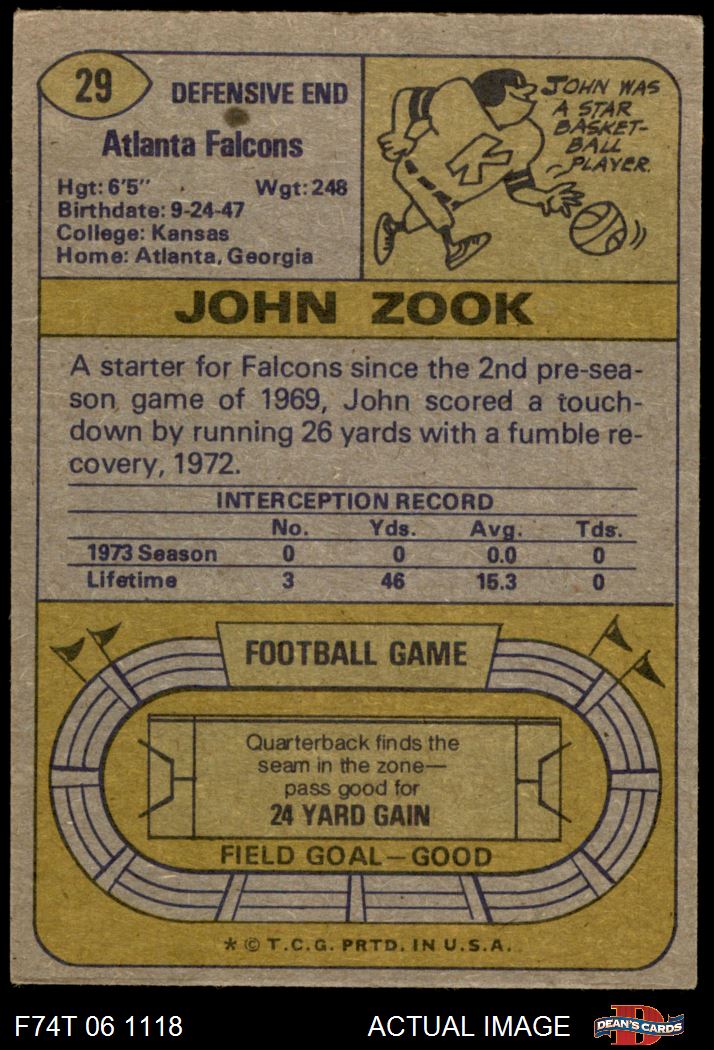 29
DEFENSIVE END
Atlanta Falcons
Hgt: 6'5"
Wgt: 248
Birthdate: 9-24-47
College: Kansas
Home: Atlanta, Georgia
JOHN WAS
A STAR
BASKET-
BALL
PLAYER.
K
JOHN ZOOK
A starter for Falcons since the 2nd pre-sea-
son game of 1969, John scored a touch-
down by running 26 yards with a fumble re-
covery, 1972.
INTERCEPTION RECORD
No. Yds. Avg. Tds.
1973 Season 0 0 0.0 0
Lifetime 3 46 15.3 0
FOOTBALL GAME
Quarterback finds the
seam in the zone—
pass good for
24 YARD GAIN
FIELD GOAL—GOOD
* © T.C.G. PRTD. IN U.S.A.
F74T 06 1118
ACTUAL IMAGE
D
DEAN'S CARDS